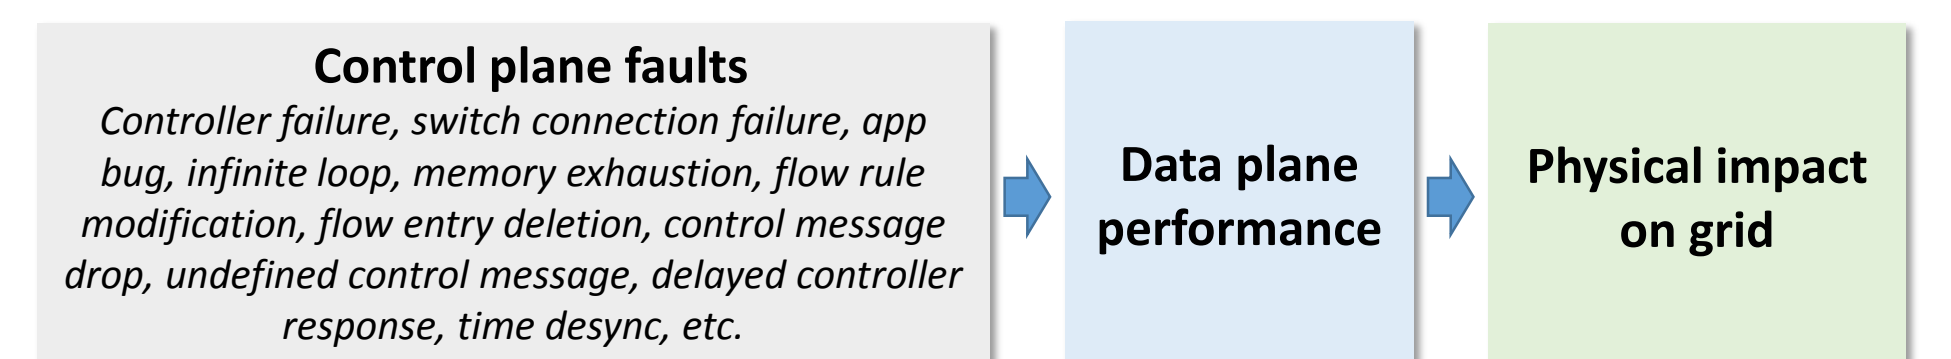 Control plane faults
Controller failure, switch connection failure, app
bug, infinite loop, memory exhaustion, flow rule
modification, flow entry deletion, control message
drop, undefined control message, delayed controller
response, time desync, etc.
Data plane
performance
Physical impact
on grid